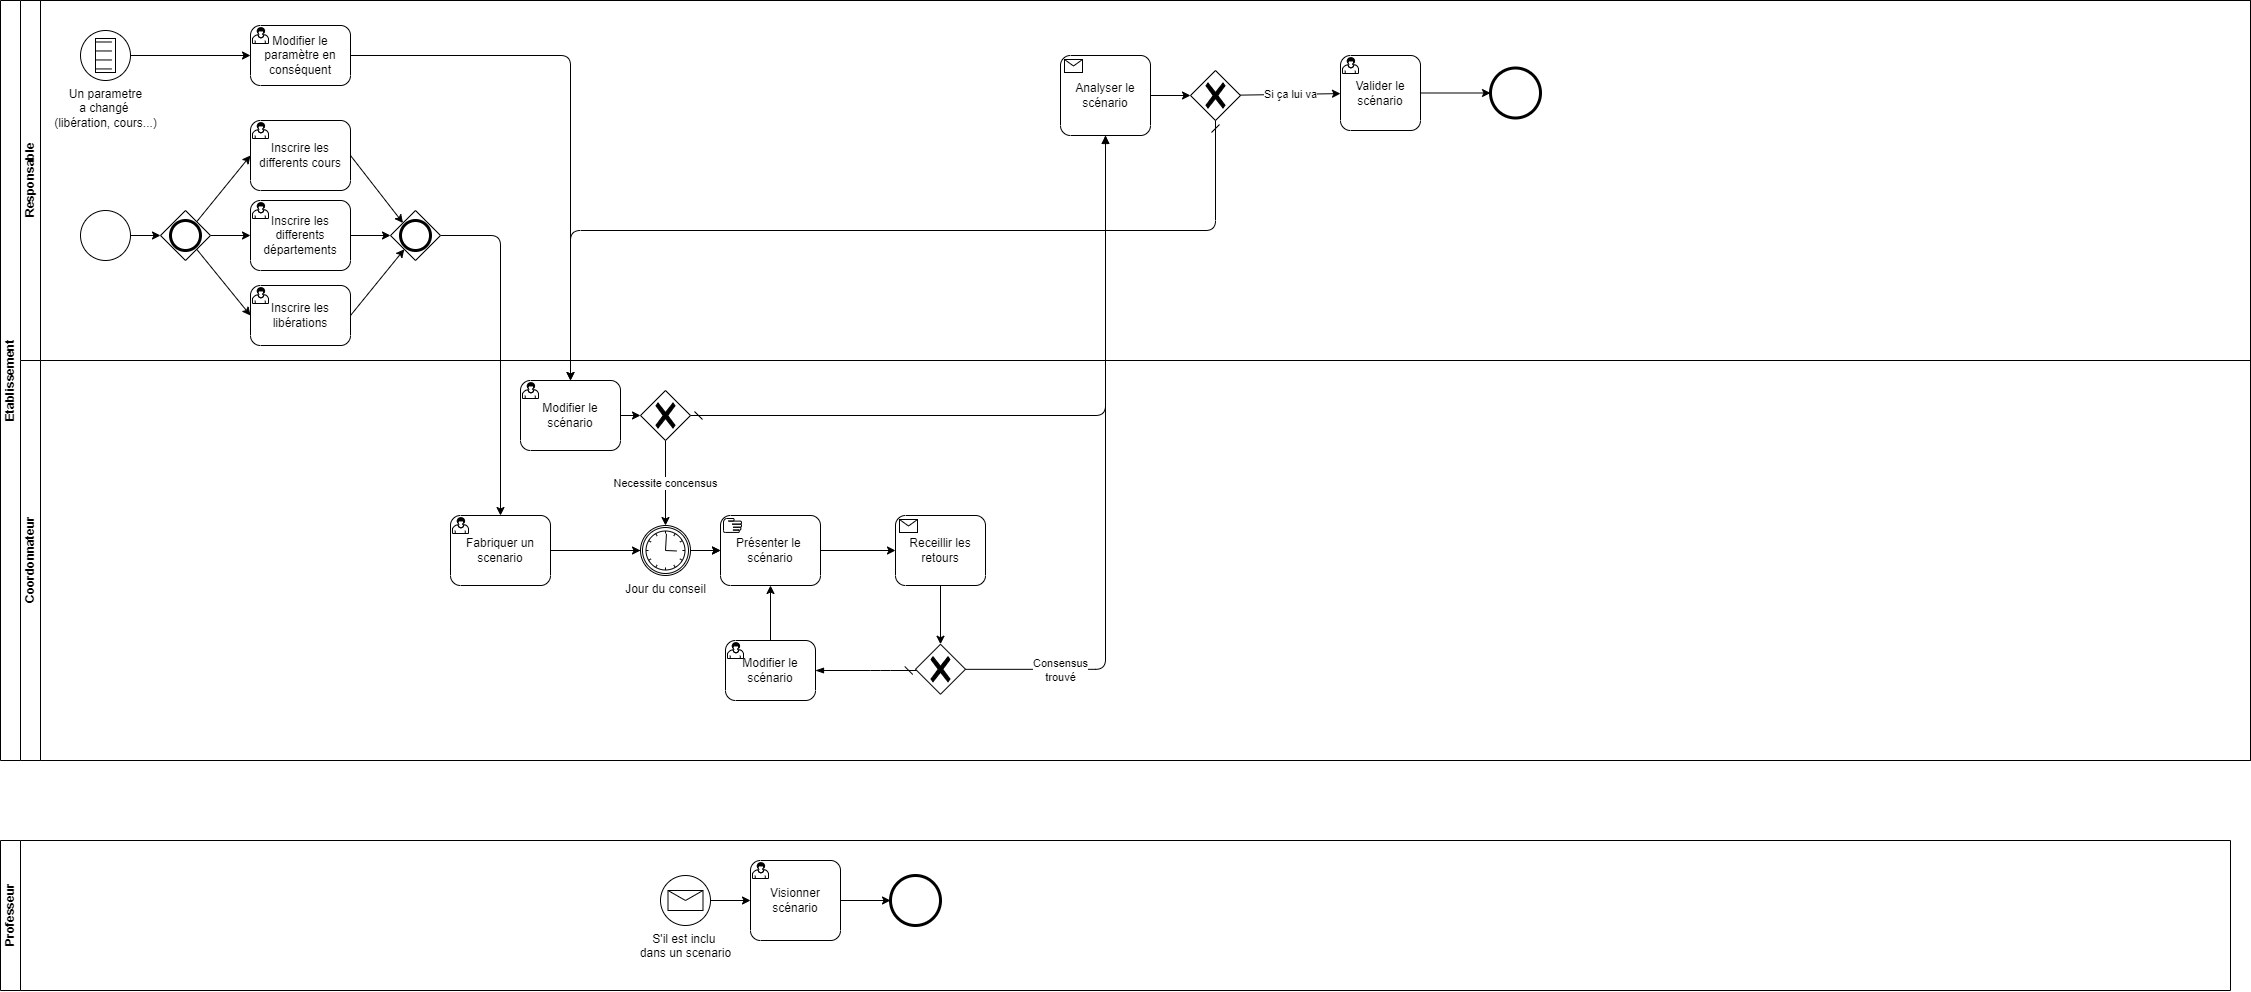 Etablissement
Responsable
Un parametre
a changé
(libération, cours...)
Modifier le
paramètre en
conséquent
Inscrire les
differents cours
Inscrire les
differents
départements
Inscrire les
libérations
Analyser le
scénario
Si ça lui va
Valider le
scénario
Coordonnateur
Modifier le
scénario
Necessite concensus
Fabriquer un
scenario
Jour du conseil
Présenter le
scénario
Receillir les
retours
Modifier le
scénario
Consensus
trouvé
Professeur
S'il est inclu
dans un scenario
Visionner
scénario